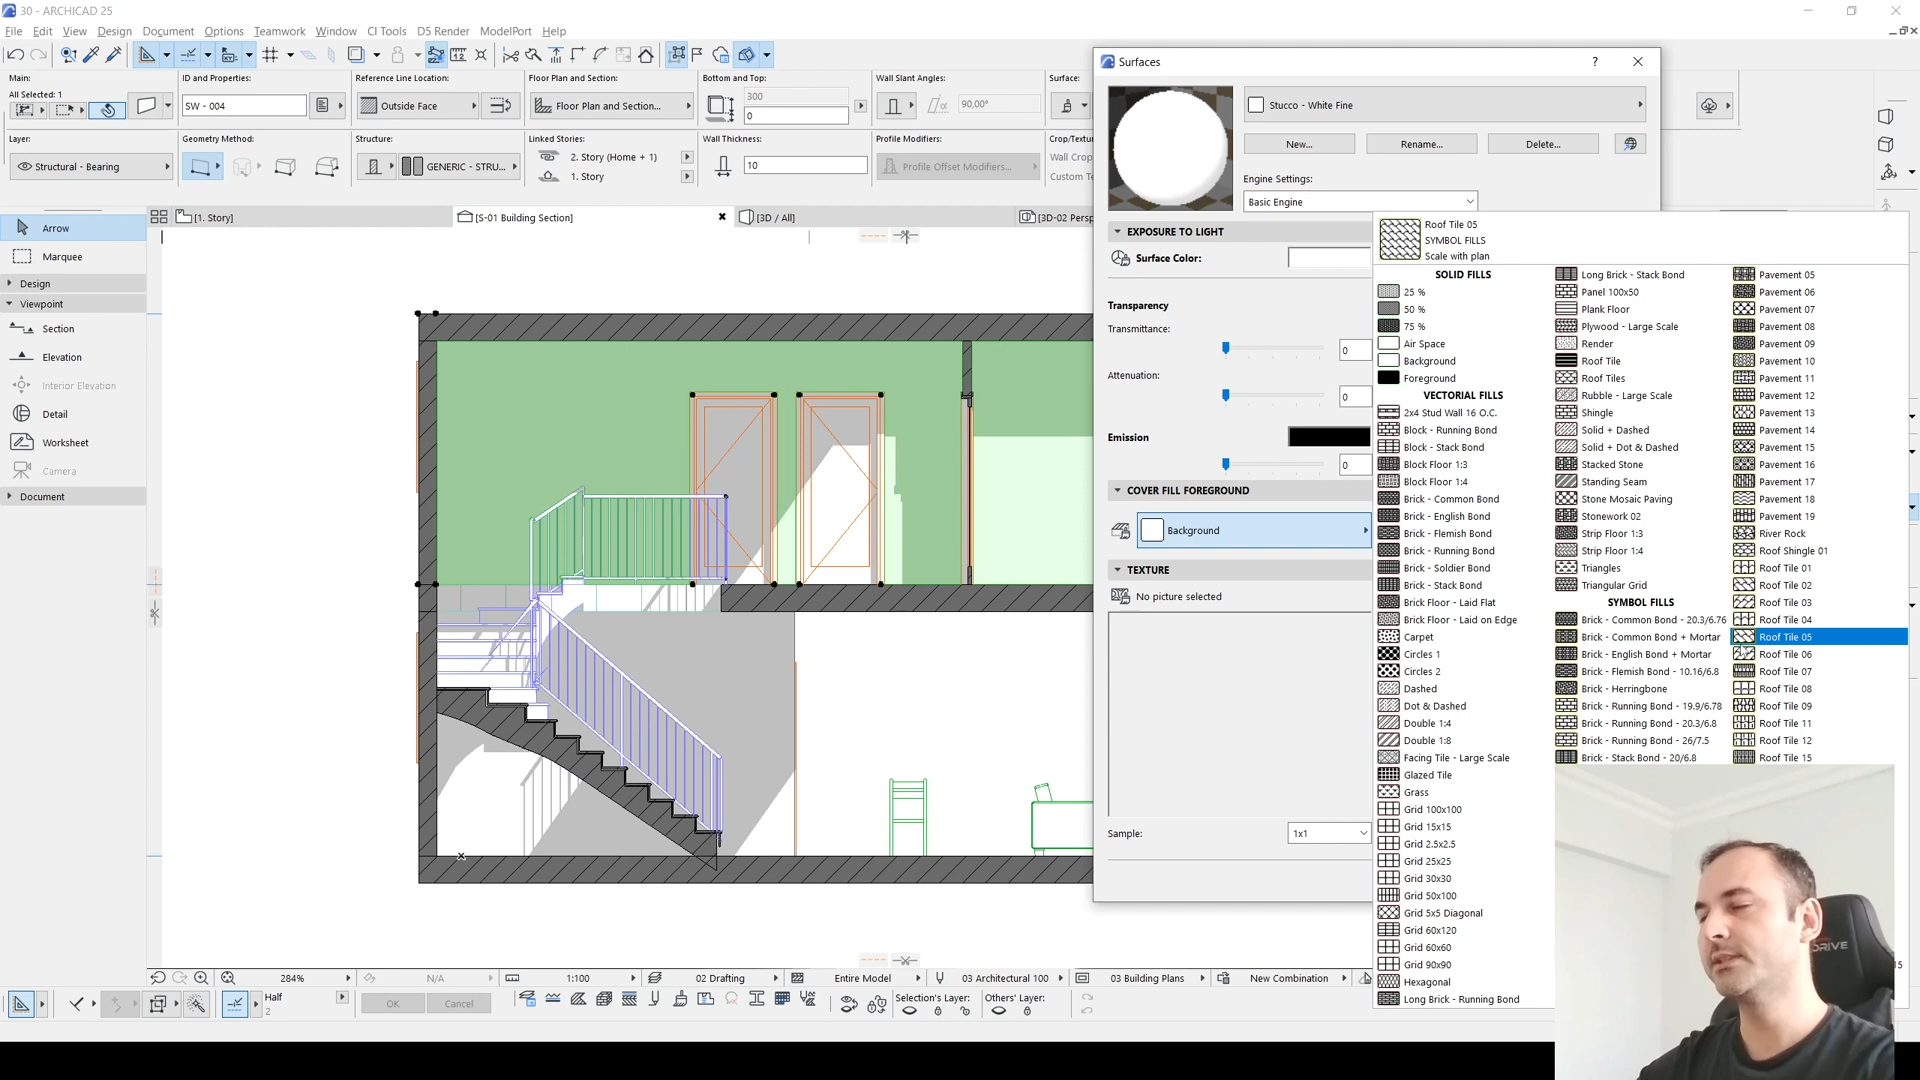 30 - ARCHICAD 25
File Edit View Design Document Options Teamwork Window CI Tools D5 Render ModelPort Help
Main:
All Selected: 1
ID and Properties:
SW - 004
Reference Line Location:
Outside Face
Floor Plan and Section:
Floor Plan and Section...
Bottom and Top:
300
0
Wall Slant Angles:
90,00°
Surface:
Layer:
Structural - Bearing
Geometry Method:
Structure:
GENERIC - STRU...
Linked Stories:
2. Story (Home + 1)
1. Story
Wall Thickness:
10
Profile Modifiers:
Profile Offset Modifiers...
Crop/Textur
Wall Crop
Custom Te
[1. Story]
[S-01 Building Section]
[3D / All]
[3D-02 Persp
Arrow
Marquee
Design
Viewpoint
Section
Elevation
Interior Elevation
Detail
Worksheet
Camera
Document
Surfaces
?
Stucco - White Fine
New...
Rename...
Delete...
Engine Settings:
Basic Engine
EXPOSURE TO LIGHT
Surface Color:
Transparency
Transmittance:
0
Attenuation:
0
Emission
0
COVER FILL FOREGROUND
Background
TEXTURE
No picture selected
Sample:
1x1
Roof Tile 05
SYMBOL FILLS
Scale with plan
SOLID FILLS
25 %
50 %
75 %
Air Space
Background
Foreground
VECTORIAL FILLS
2x4 Stud Wall 16 O.C.
Block - Running Bond
Block - Stack Bond
Block Floor 1:3
Block Floor 1:4
Brick - Common Bond
Brick - English Bond
Brick - Flemish Bond
Brick - Running Bond
Brick - Soldier Bond
Brick - Stack Bond
Brick Floor - Laid Flat
Brick Floor - Laid on Edge
Carpet
Circles 1
Circles 2
Dashed
Dot & Dashed
Double 1:4
Double 1:8
Facing Tile - Large Scale
Glazed Tile
Grass
Grid 100x100
Grid 15x15
Grid 2.5x2.5
Grid 25x25
Grid 30x30
Grid 50x100
Grid 5x5 Diagonal
Grid 60x120
Grid 60x60
Grid 90x90
Hexagonal
Long Brick - Running Bond
Long Brick - Stack Bond
Panel 100x50
Plank Floor
Plywood - Large Scale
Render
Roof Tile
Roof Tiles
Rubble - Large Scale
Shingle
Solid + Dashed
Solid + Dot & Dashed
Stacked Stone
Standing Seam
Stone Mosaic Paving
Stonework 02
Strip Floor 1:3
Strip Floor 1:4
Triangles
Triangular Grid
SYMBOL FILLS
Brick - Common Bond - 20.3/6.76
Brick - Common Bond + Mortar
Brick - English Bond + Mortar
Brick - Flemish Bond - 10.16/6.8
Brick - Herringbone
Brick - Running Bond - 19.9/6.78
Brick - Running Bond - 20.3/6.8
Brick - Running Bond - 26/7.5
Brick - Stack Bond - 20/6.8
Pavement 05
Pavement 06
Pavement 07
Pavement 08
Pavement 09
Pavement 10
Pavement 11
Pavement 12
Pavement 13
Pavement 14
Pavement 15
Pavement 16
Pavement 17
Pavement 18
Pavement 19
River Rock
Roof Shingle 01
Roof Tile 01
Roof Tile 02
Roof Tile 03
Roof Tile 04
Roof Tile 05
Roof Tile 06
Roof Tile 07
Roof Tile 08
Roof Tile 09
Roof Tile 11
Roof Tile 12
Roof Tile 15
DRIVE
15
284%
N/A
1:100
02 Drafting
Entire Model
03 Architectural 100
03 Building Plans
New Combination
Half
2
OK
Cancel
Selection's Layer:
Others' Layer: